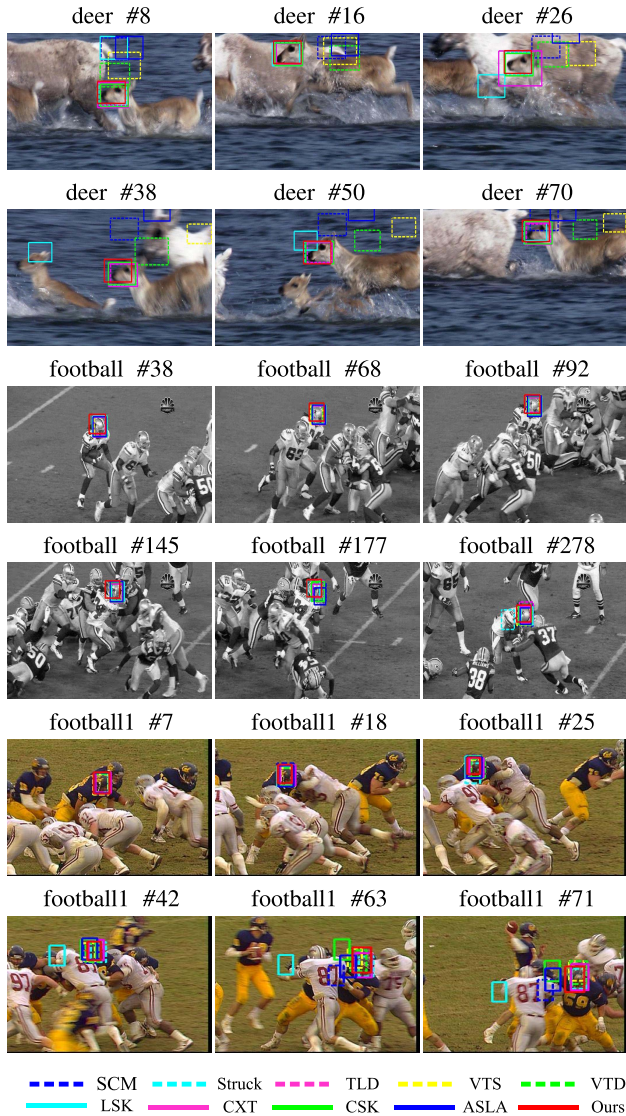 deer #8 deer #16 deer #26
deer #38 deer #50 deer #70
football #38 football #68 football #92
football #145 football #177 football #278
football1 #7 football1 #18 football1 #25
football1 #42 football1 #63 football1 #71
SCM Struck TLD VTS VTD
LSK CXT CSK ASLA Ours